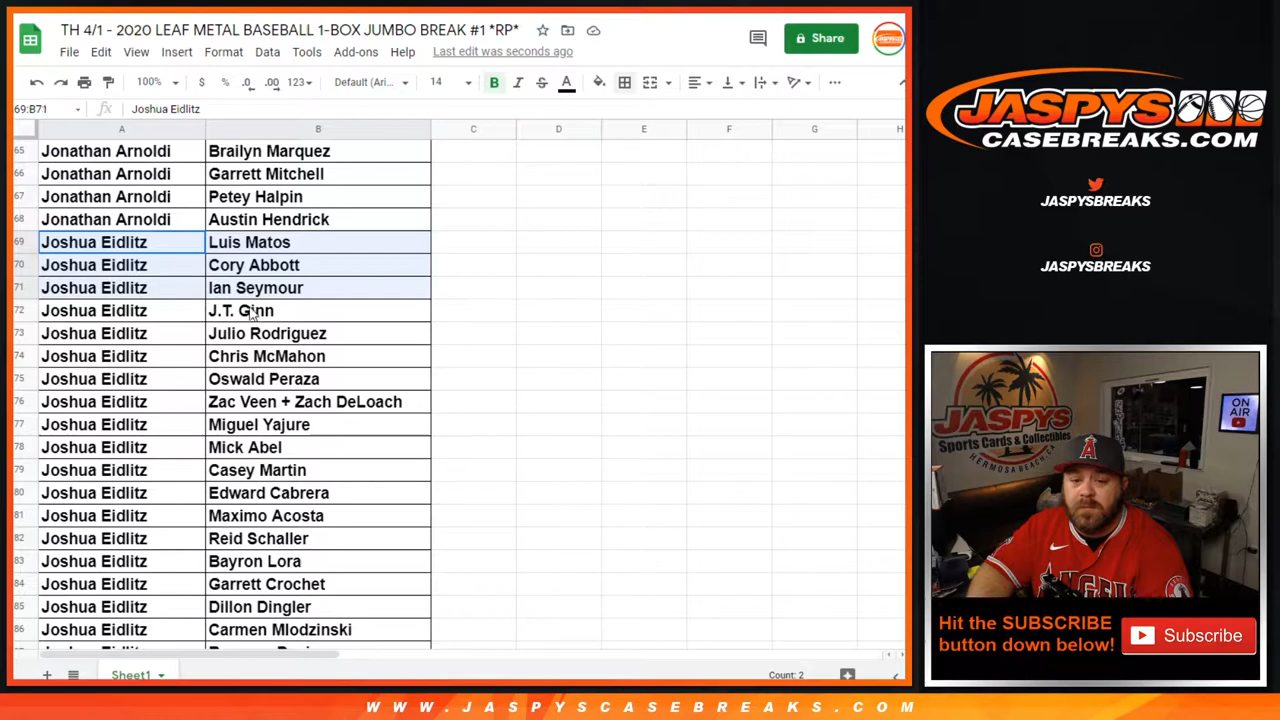 TH 4/1 - 2020 LEAF METAL BASEBALL 1-BOX JUMBO BREAK #1 *RP*
File Edit View Insert Format Data Tools Add-ons Help Last edit was seconds ago
Share
100% $ % .0 .00 123 Default (Ari... 14 B I S A
69:B71 fx Joshua Eidlitz
A B C D E F G H
65 Jonathan Arnoldi Brailyn Marquez
66 Jonathan Arnoldi Garrett Mitchell
67 Jonathan Arnoldi Petey Halpin
68 Jonathan Arnoldi Austin Hendrick
69 Joshua Eidlitz Luis Matos
70 Joshua Eidlitz Cory Abbott
71 Joshua Eidlitz Ian Seymour
72 Joshua Eidlitz J.T. Ginn
73 Joshua Eidlitz Julio Rodriguez
74 Joshua Eidlitz Chris McMahon
75 Joshua Eidlitz Oswald Peraza
76 Joshua Eidlitz Zac Veen + Zach DeLoach
77 Joshua Eidlitz Miguel Yajure
78 Joshua Eidlitz Mick Abel
79 Joshua Eidlitz Casey Martin
80 Joshua Eidlitz Edward Cabrera
81 Joshua Eidlitz Maximo Acosta
82 Joshua Eidlitz Reid Schaller
83 Joshua Eidlitz Bayron Lora
84 Joshua Eidlitz Garrett Crochet
85 Joshua Eidlitz Dillon Dingler
86 Joshua Eidlitz Carmen Mlodzinski
Sheet1
Count: 2
JASPYS
CASEBREAKS.COM
JASPYSBREAKS
JASPYSBREAKS
JASPYS
Sports Cards & Collectibles
HERMOSA BEACH, CA
ON
AIR
A
ANGELS
Hit the SUBSCRIBE
button down below!
Subscribe
WWW.JASPYSCASEBREAKS.COM